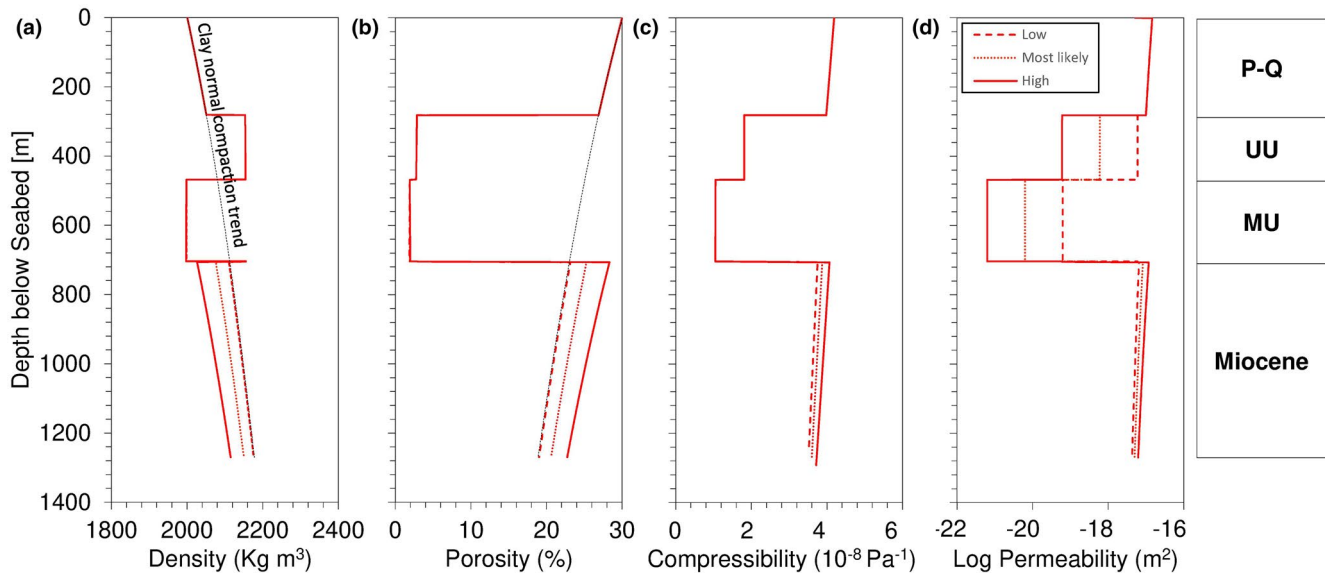 (a)
(b)
(c)
(d)
Depth below Seabed [m]
0
200
400
600
800
1000
1200
1400
Clay normal compaction trend
Low
Most likely
High
P-Q
UU
MU
Miocene
1800 2000 2200 2400
0 10 20 30
0 2 4 6
-22 -20 -18 -16
Density (Kg m³)
Porosity (%)
Compressibility (10⁻⁸ Pa⁻¹)
Log Permeability (m²)